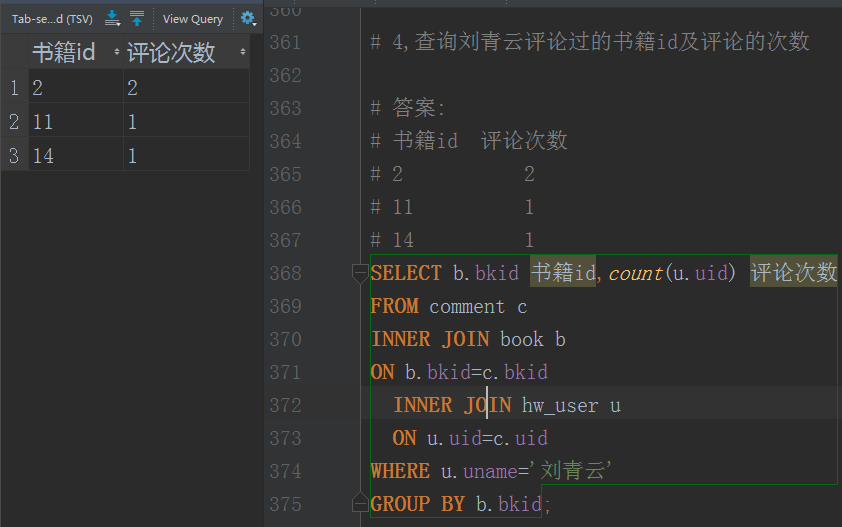 Tab-se...d (TSV) View Query
书籍id 评论次数
1 2 2
2 11 1
3 14 1
360
361 # 4,查询刘青云评论过的书籍id及评论的次数
362
363 # 答案:
364 # 书籍id 评论次数
365 # 2 2
366 # 11 1
367 # 14 1
368 SELECT b.bkid 书籍id,count(u.uid) 评论次数
369 FROM comment c
370 INNER JOIN book b
371 ON b.bkid=c.bkid
372 INNER JOIN hw_user u
373 ON u.uid=c.uid
374 WHERE u.uname='刘青云'
375 GROUP BY b.bkid;